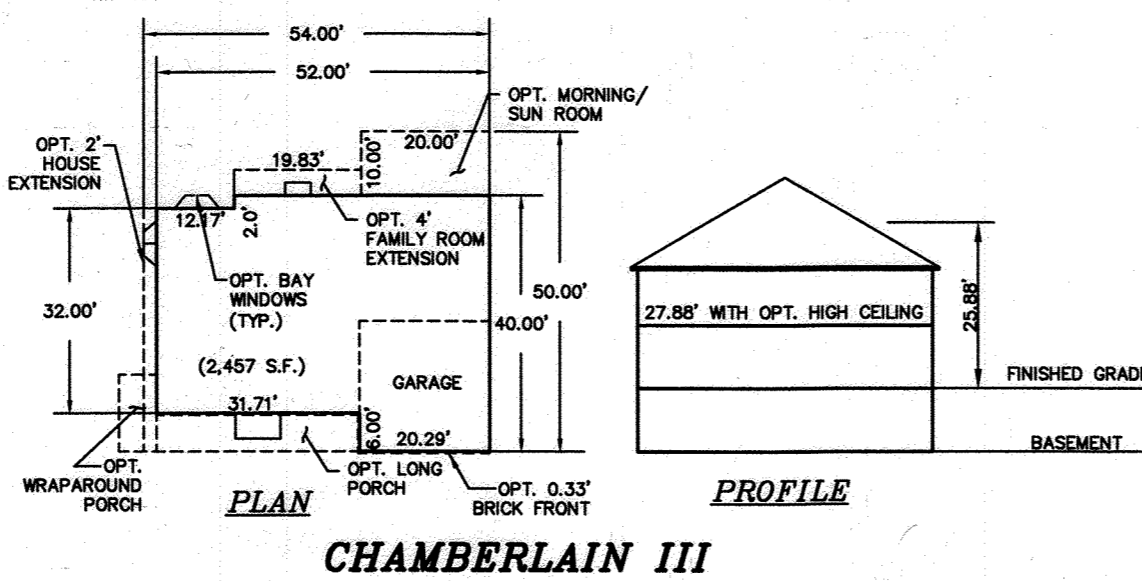 54.00'
52.00'
OPT. MORNING/
SUN ROOM
OPT. 2'
HOUSE
EXTENSION
19.83'
10.00'
20.00'
12.17'
2.0'
OPT. 4'
FAMILY ROOM
EXTENSION
OPT. BAY
WINDOWS
(TYP.)
32.00'
50.00'
40.00'
(2,457 S.F.)
GARAGE
31.71'
6.00'
20.29'
OPT.
WRAPAROUND
PORCH
OPT. LONG
PORCH
OPT. 0.33'
BRICK FRONT
PLAN
27.88' WITH OPT. HIGH CEILING
25.88'
FINISHED GRADE
BASEMENT
PROFILE
CHAMBERLAIN III